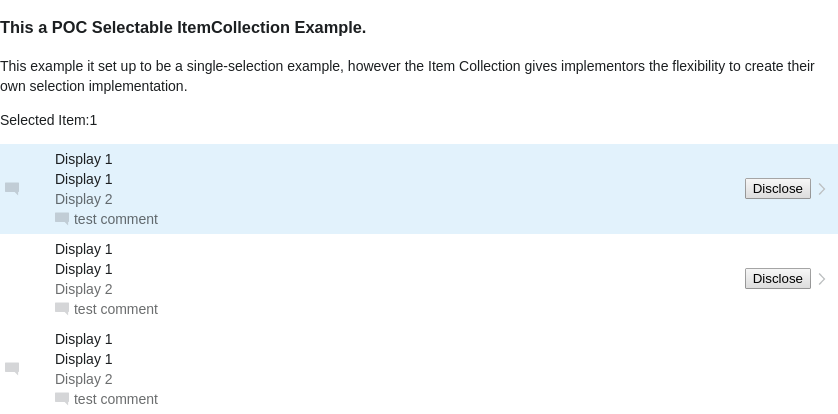 This a POC Selectable ItemCollection Example.
This example it set up to be a single-selection example, however the Item Collection gives implementors the flexibility to create their
own selection implementation.
Selected Item:1
Display 1
Display 1
Display 2
test comment
Disclose
Display 1
Display 1
Display 2
test comment
Disclose
Display 1
Display 1
Display 2
test comment